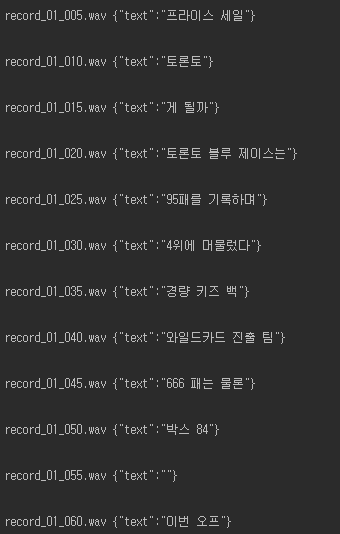 record_01_005.wav {"text":"프라이스 세일"}
record_01_010.wav {"text":"토론토"}
record_01_015.wav {"text":"게 될까"}
record_01_020.wav {"text":"토론토 블루 제이스는"}
record_01_025.wav {"text":"95패를 기록하며"}
record_01_030.wav {"text":"4위에 머물렀다"}
record_01_035.wav {"text":"경량 키즈 백"}
record_01_040.wav {"text":"와일드카드 진출 팀"}
record_01_045.wav {"text":"666 패는 물론"}
record_01_050.wav {"text":"박스 84"}
record_01_055.wav {"text":""}
record_01_060.wav {"text":"이번 오프"}